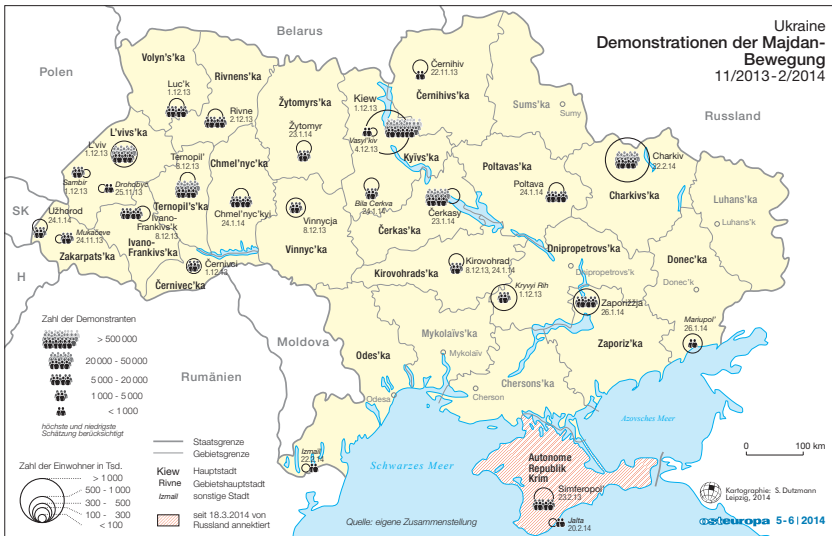 Ukraine
Demonstrationen der Majdan-
Bewegung
11/2013-2/2014
Belarus
Polen
Russland
SK
H
Rumänien
Moldova
Volyns'ka
Luc'k
1.12.13
Rivnens'ka
Rivne
2.12.13
Žytomyrs'ka
Žytomyr
23.1.14
Kiew
1.12.13
Vasyl'kiv
4.12.13
Kyïvs'ka
Černihiv
22.11.13
Černihivs'ka
Sums'ka
Sumy
L'vivs'ka
L'viv
1.12.13
Sambir
1.12.13
Drohobyč
25.11.13
Ternopil'
8.12.13
Ternopil's'ka
Chmel'nyc'ka
Chmel'nyc'kyi
24.1.14
Užhorod
24.1.14
Mukačeve
24.11.13
Zakarpats'ka
Ivano-
Frankivs'k
8.12.13
Ivano-
Frankivs'ka
Černivci
1.12.13
Černivec'ka
Vinnycja
8.12.13
Vinnyc'ka
Bila Cerkva
24.1.14
Čerkasy
23.1.14
Čerkas'ka
Poltavas'ka
Poltava
24.1.14
Charkiv
22.2.14
Charkivs'ka
Luhans'ka
Luhans'k
Donec'ka
Donec'k
Dnipropetrovs'ka
Dnipropetrovs'k
Kirovohrad
8.12.13, 24.1.14
Kirovohrads'ka
Kryvyi Rih
1.12.13
Zaporižžja
26.1.14
Zaporiz'ka
Mariupol'
26.1.14
Mykolaïvs'ka
Mykolaïv
Odes'ka
Odesa
Chersons'ka
Cherson
Izmail
22.2.14
Schwarzes Meer
Azovsches Meer
Autonome
Republik
Krim
Simferopol'
23.2.13
Jalta
20.2.14
Zahl der Demonstranten
> 500 000
20 000 - 50 000
5 000 - 20 000
1 000 - 5 000
< 1 000
höchste und niedrigste
Schätzung berücksichtigt
Zahl der Einwohner in Tsd.
> 1 000
500 - 1 000
300 - 500
100 - 300
< 100
Staatsgrenze
Gebietsgrenze
Kiew Hauptstadt
Rivne Gebietshauptstadt
Izmail sonstige Stadt
seit 18.3.2014 von
Russland annektiert
Quelle: eigene Zusammenstellung
0 100 km
Kartographie: S. Dutzmann
Leipzig, 2014
osteuropa 5-6 | 2014